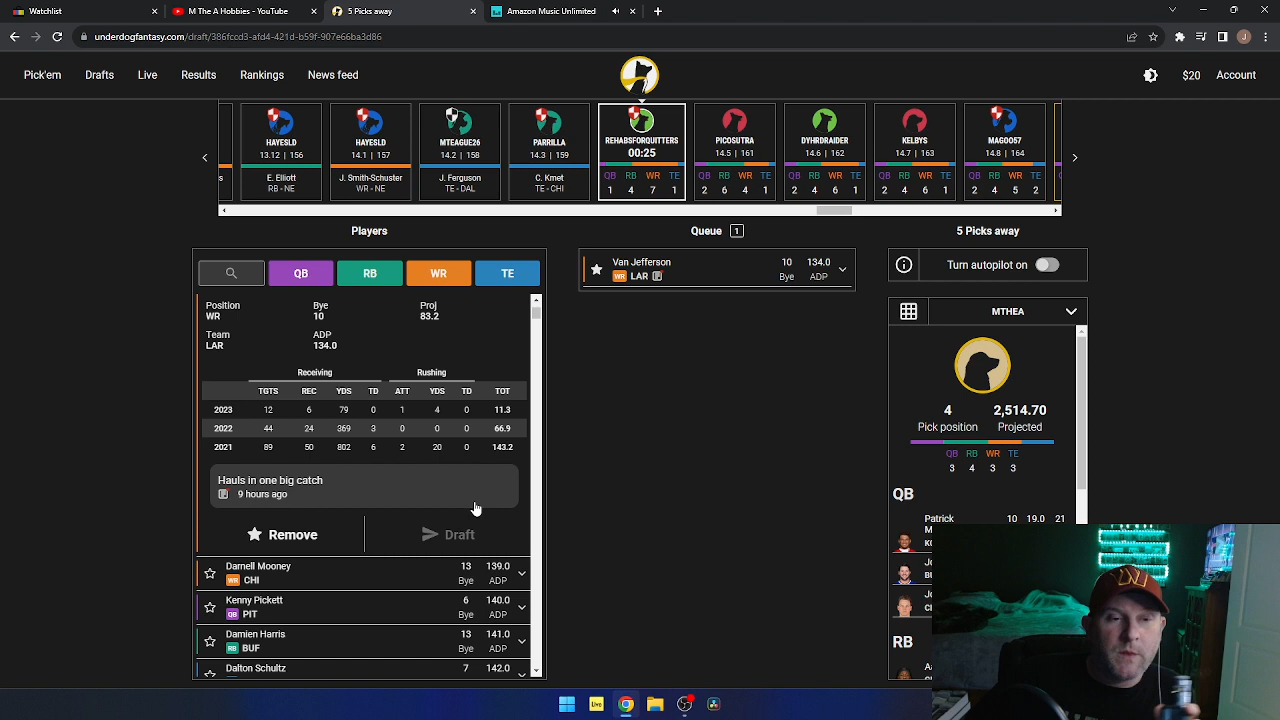 Watchlist
M The A Hobbies - YouTube
5 Picks away
Amazon Music Unlimited
underdogfantasy.com/draft/386fccd3-afd4-421d-b59f-907e66ba3d86
J
Pick'em Drafts Live Results Rankings News feed
$20 Account
HAYESLD
13.12 | 156
E. Elliott
RB - NE
HAYESLD
14.1 | 157
J. Smith-Schuster
WR - NE
MTEAGUE26
14.2 | 158
J. Ferguson
TE - DAL
PARRILLA
14.3 | 159
C. Kmet
TE - CHI
REHABSFORQUITTERS
00:25
QB RB WR TE
1 4 7 1
PICOSUTRA
14.5 | 161
QB RB WR TE
2 6 4 1
DYHRDRAIDER
14.6 | 162
QB RB WR TE
2 4 6 1
KELBYS
14.7 | 163
QB RB WR TE
2 4 6 1
MAGOO57
14.8 | 164
QB RB WR TE
2 4 5 2
Players
QB RB WR TE
Position Bye Proj
WR 10 83.2
Team ADP
LAR 134.0
Receiving Rushing
TGTS REC YDS TD ATT YDS TD TOT
2023 12 6 79 0 1 4 0 11.3
2022 44 24 369 3 0 0 0 66.9
2021 89 50 802 6 2 20 0 143.2
Hauls in one big catch
9 hours ago
Remove Draft
Darnell Mooney 13 139.0
WR CHI Bye ADP
Kenny Pickett 6 140.0
QB PIT Bye ADP
Damien Harris 13 141.0
RB BUF Bye ADP
Dalton Schultz 7 142.0
Queue 1
Van Jefferson 10 134.0
WR LAR Bye ADP
5 Picks away
Turn autopilot on
MTHEA
4 2,514.70
Pick position Projected
QB RB WR TE
3 4 3 3
QB
Patrick 10 19.0 21
RB
Live